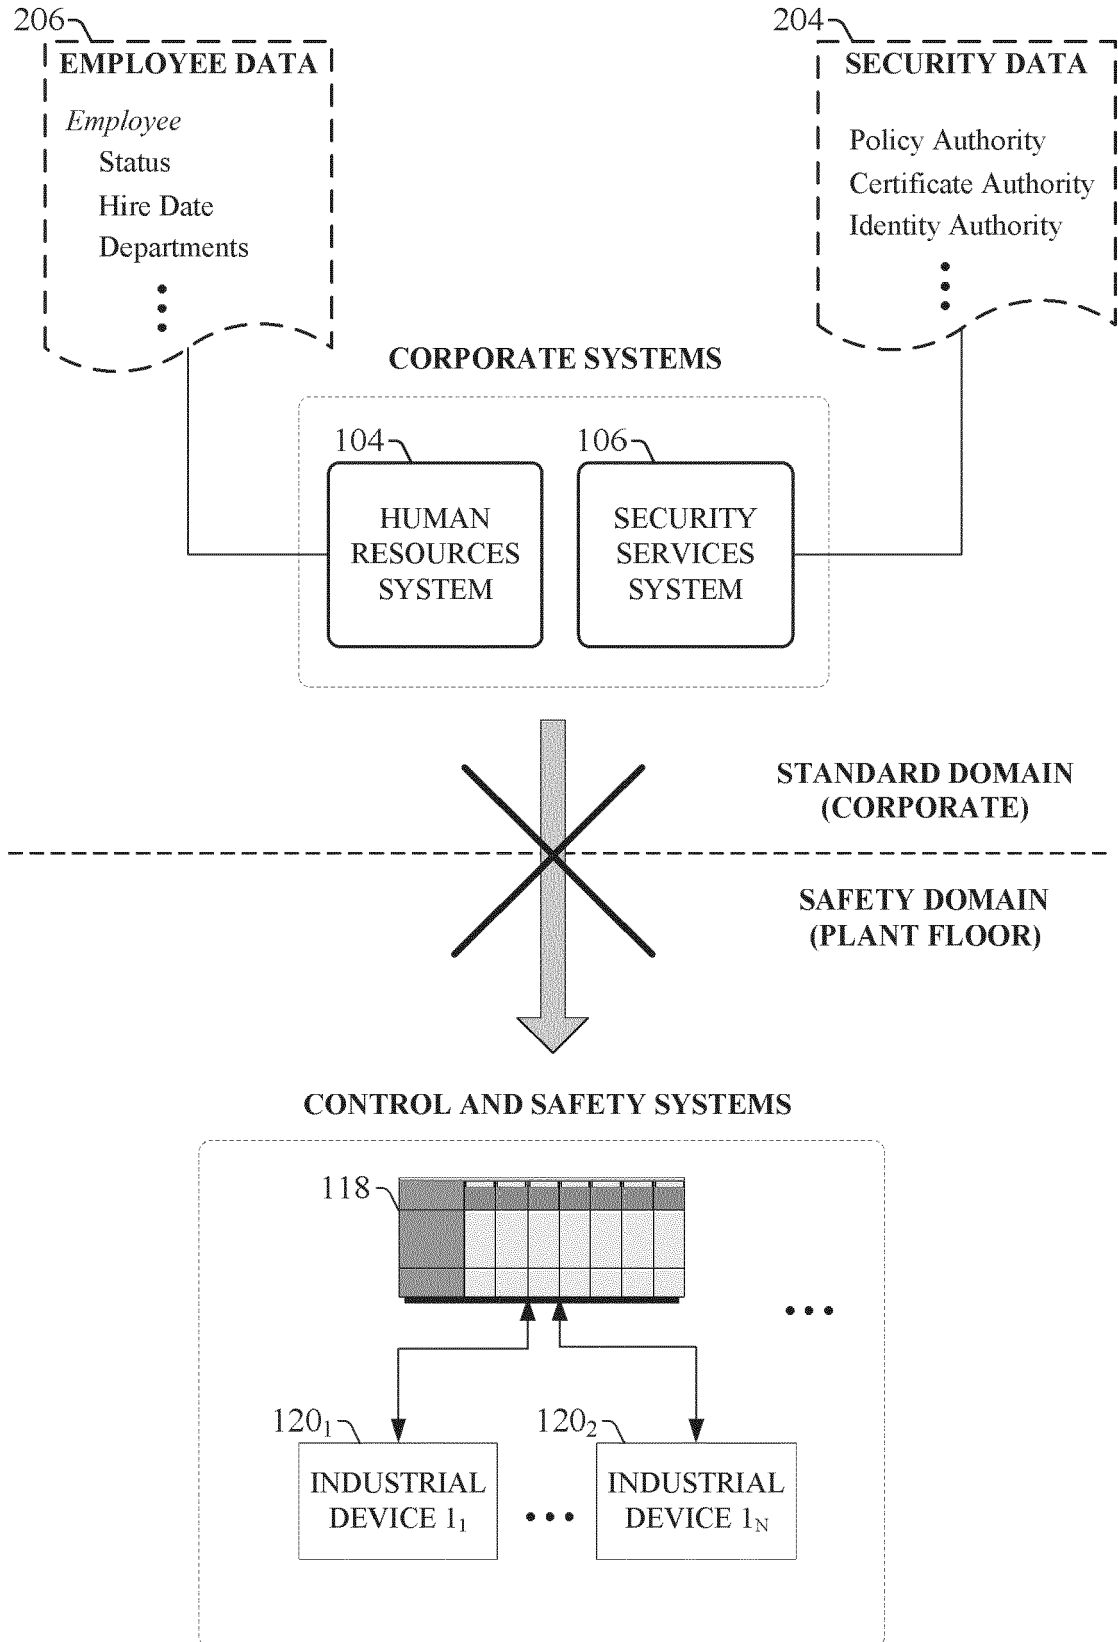 206
EMPLOYEE DATA
Employee
Status
Hire Date
Departments
204
SECURITY DATA
Policy Authority
Certificate Authority
Identity Authority
CORPORATE SYSTEMS
104
HUMAN
RESOURCES
SYSTEM
106
SECURITY
SERVICES
SYSTEM
STANDARD DOMAIN
(CORPORATE)
SAFETY DOMAIN
(PLANT FLOOR)
CONTROL AND SAFETY SYSTEMS
118
120₁
INDUSTRIAL
DEVICE 1₁
120₂
INDUSTRIAL
DEVICE 1_N